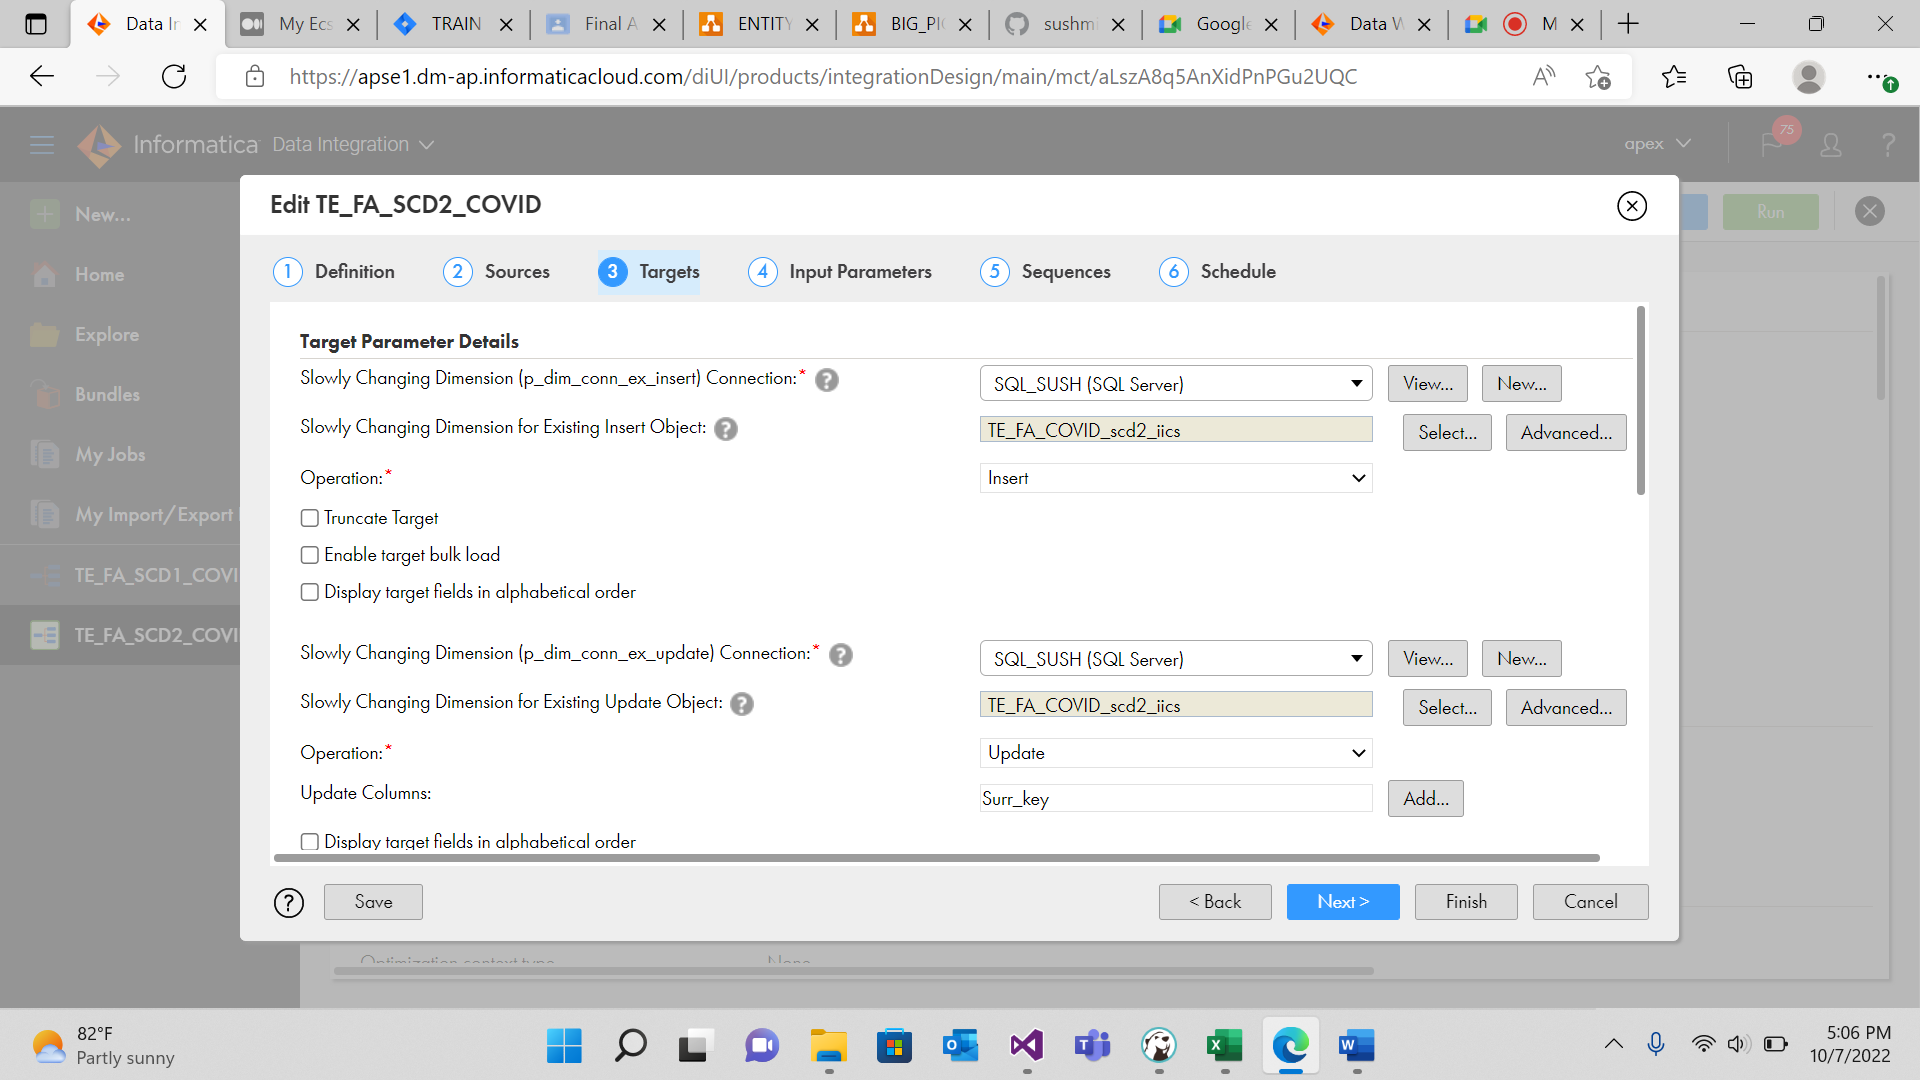 Data In
My Ecs
TRAIN
Final A
ENTITY
BIG_PIC
sushmi
Google
Data W
M
https://apse1.dm-ap.informaticacloud.com/diUI/products/integrationDesign/main/mct/aLszA8q5AnXidPnPGu2UQC
Informatica Data Integration
apex
75
?
New...
Home
Explore
Bundles
My Jobs
My Import/Export
TE_FA_SCD1_COVI
TE_FA_SCD2_COVI
Run
Edit TE_FA_SCD2_COVID
1 Definition
2 Sources
3 Targets
4 Input Parameters
5 Sequences
6 Schedule
Target Parameter Details
Slowly Changing Dimension (p_dim_conn_ex_insert) Connection:* ? SQL_SUSH (SQL Server) View... New...
Slowly Changing Dimension for Existing Insert Object: ? TE_FA_COVID_scd2_iics Select... Advanced...
Operation:* Insert
Truncate Target
Enable target bulk load
Display target fields in alphabetical order
Slowly Changing Dimension (p_dim_conn_ex_update) Connection:* ? SQL_SUSH (SQL Server) View... New...
Slowly Changing Dimension for Existing Update Object: ? TE_FA_COVID_scd2_iics Select... Advanced...
Operation:* Update
Update Columns: Surr_key Add...
Display target fields in alphabetical order
? Save < Back Next > Finish Cancel
Optimization context type None
82°F
Partly sunny
5:06 PM
10/7/2022